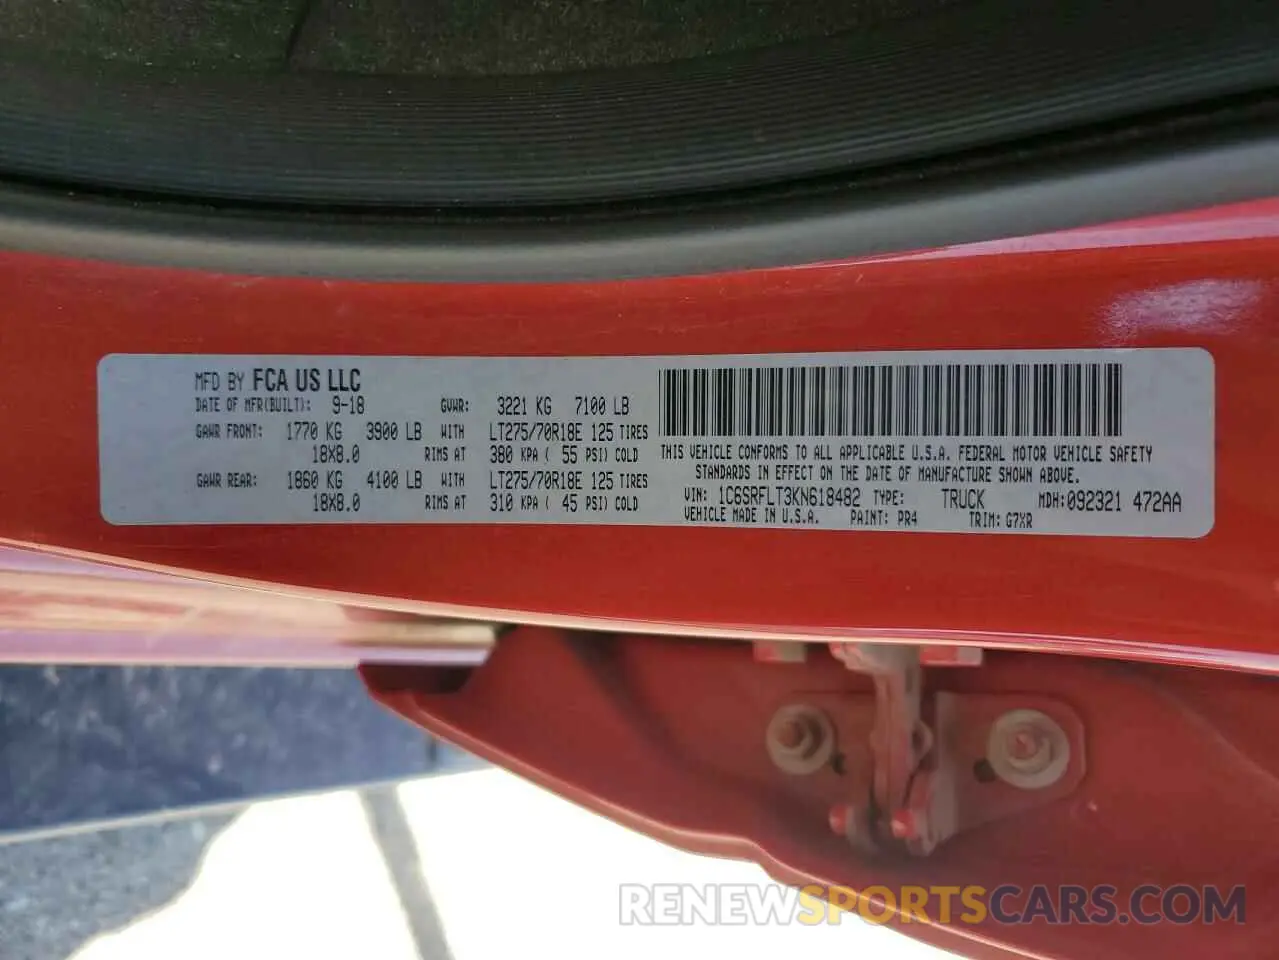 MFD BY FCA US LLC
DATE OF MFR(BUILT): 9-18 GVWR: 3221 KG 7100 LB
GAWR FRONT: 1770 KG 3900 LB WITH LT275/70R18E 125 TIRES
18X8.0 RIMS AT 380 KPA ( 55 PSI) COLD
GAWR REAR: 1860 KG 4100 LB WITH LT275/70R18E 125 TIRES
18X8.0 RIMS AT 310 KPA ( 45 PSI) COLD
THIS VEHICLE CONFORMS TO ALL APPLICABLE U.S.A. FEDERAL MOTOR VEHICLE SAFETY
STANDARDS IN EFFECT ON THE DATE OF MANUFACTURE SHOWN ABOVE.
VIN: 1C6SRFLT3KN618482 TYPE: TRUCK MDH:092321 472AA
VEHICLE MADE IN U.S.A. PAINT: PR4 TRIM: G7XR
RENEWSPORTSCARS.COM